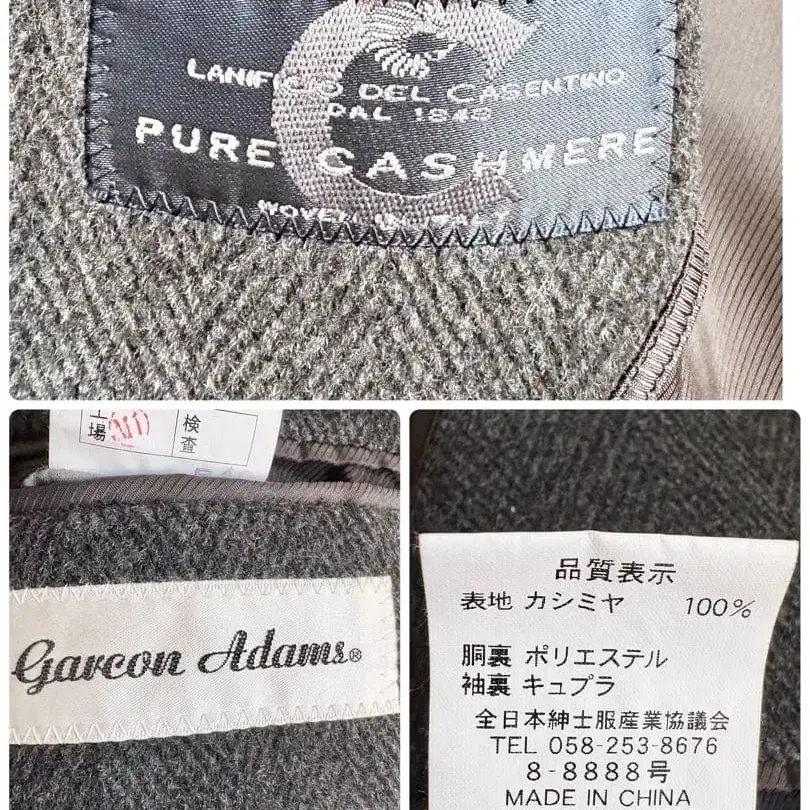 LANIFICIO DEL CASENTINO
DAL 1848
PURE CASHMERE
WOVEN IN ITALY
工場 検査
Garcon Adams®
品質表示
表地 カシミヤ 100%
胴裏 ポリエステル
袖裏 キュプラ
全日本紳士服産業協議会
TEL 058-253-8676
8-8888号
MADE IN CHINA